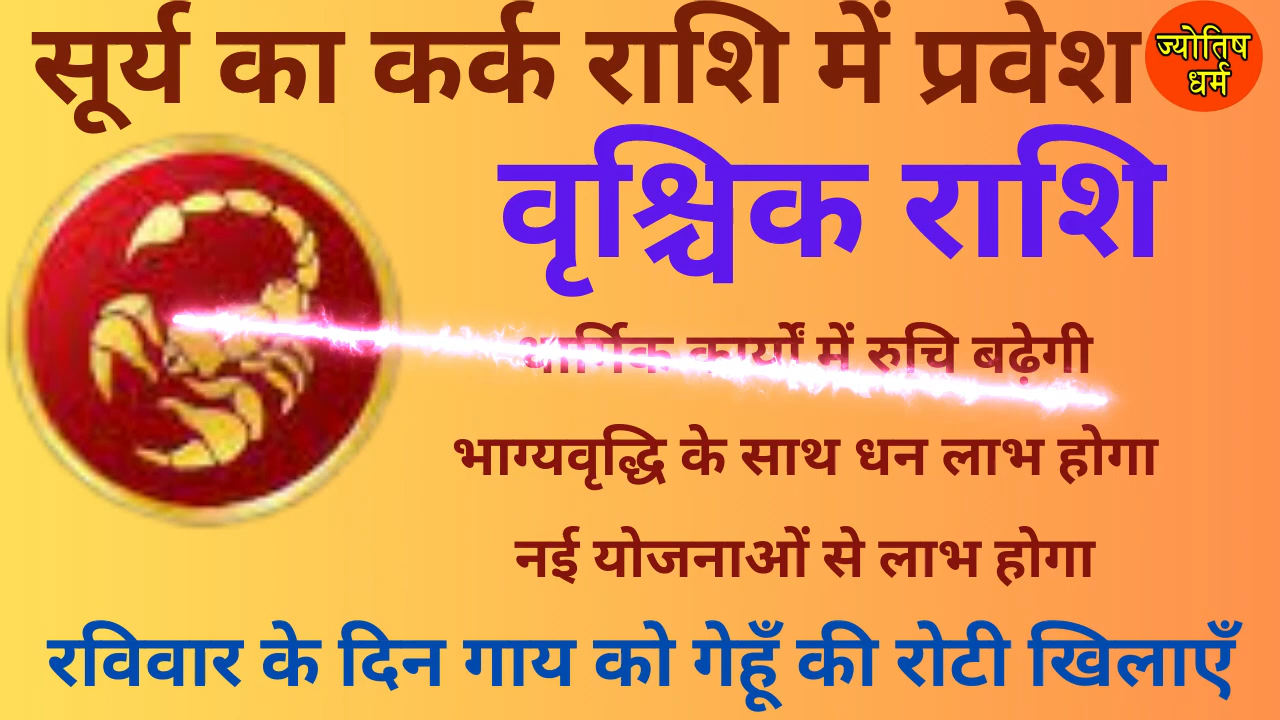 सूर्य का कर्क राशि में प्रवेश
ज्योतिष
धर्म
वृश्चिक राशि
धार्मिक कार्यों में रुचि बढ़ेगी
भाग्यवृद्धि के साथ धन लाभ होगा
नई योजनाओं से लाभ होगा
रविवार के दिन गाय को गेहूँ की रोटी खिलाएँ